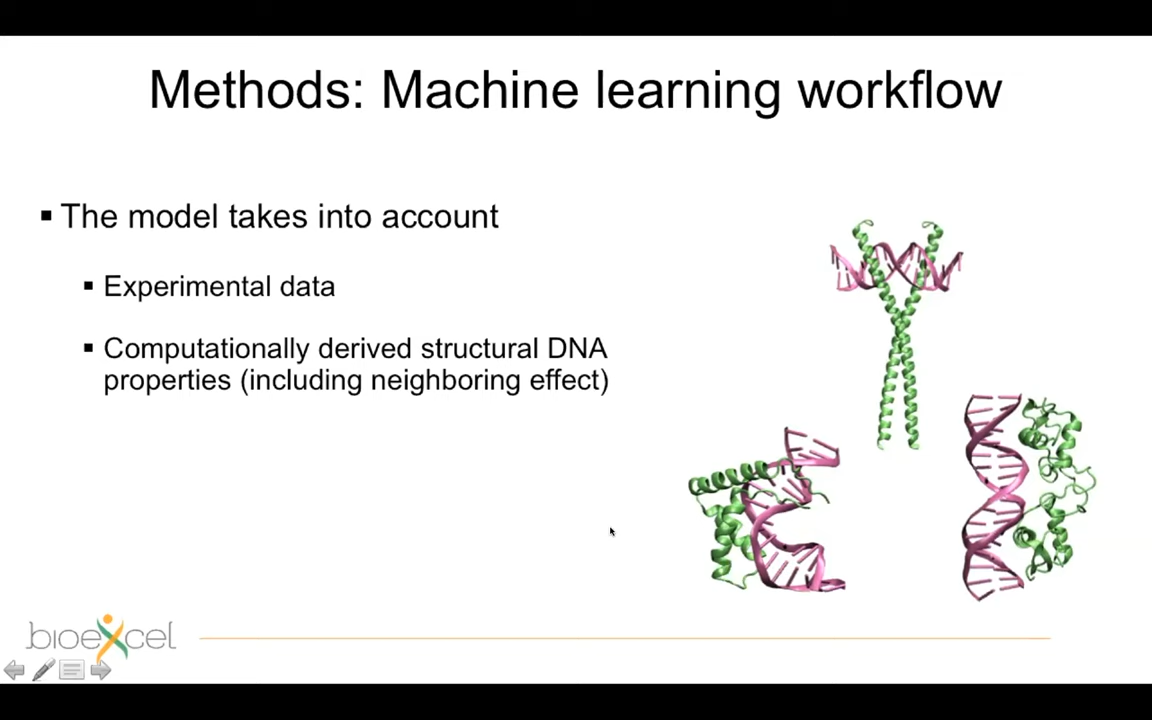 Methods: Machine learning workflow
▪ The model takes into account
▪ Experimental data
▪ Computationally derived structural DNA
properties (including neighboring effect)
bioexcel